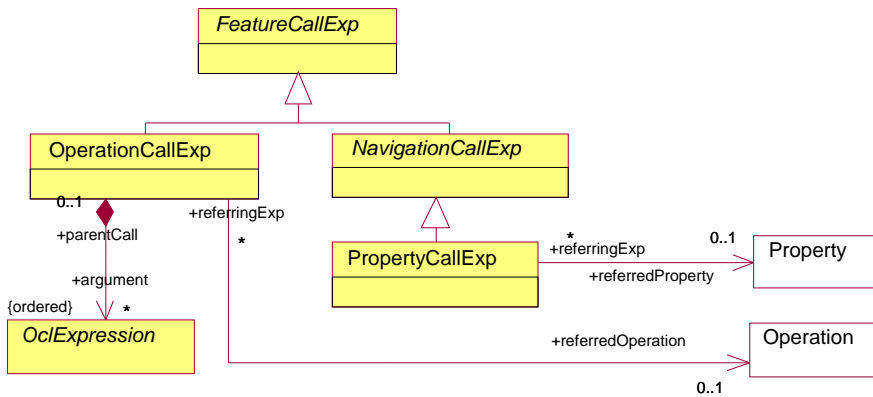 FeatureCallExp
OperationCallExp
NavigationCallExp
0..1
+parentCall
+referringExp
*
+argument
{ordered}
*
OclExpression
PropertyCallExp
*
+referringExp
0..1
+referredProperty
Property
+referredOperation
0..1
Operation